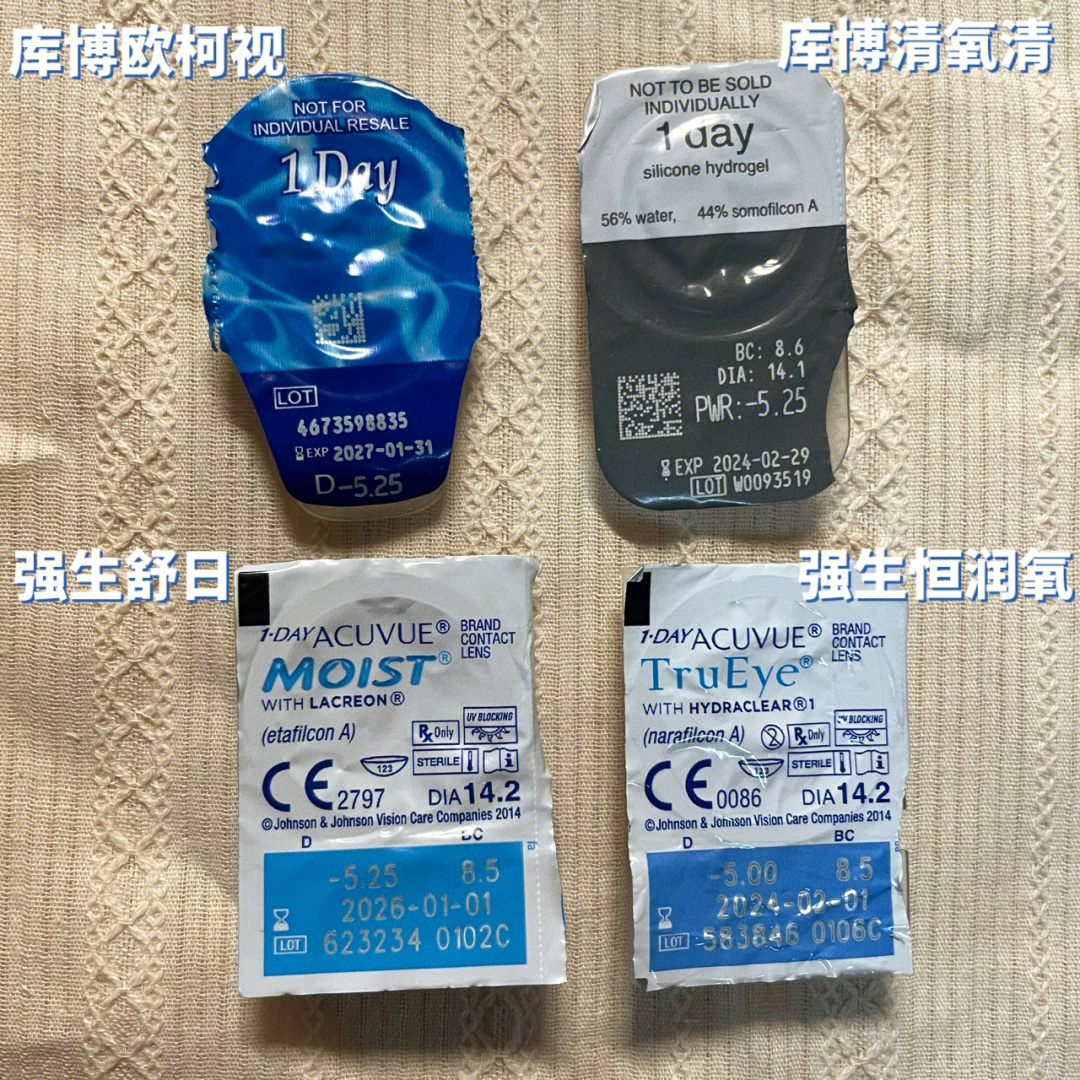 库博欧柯视
NOT FOR
INDIVIDUAL RESALE
1 Day
LOT
4673598835
EXP 2027-01-31
D-5.25
库博清氧清
NOT TO BE SOLD
INDIVIDUALLY
1 day
silicone hydrogel
56% water, 44% somofilcon A
BC: 8.6
DIA: 14.1
PWR:-5.25
EXP 2024-02-29
LOT W0093519
强生舒日
1·DAY ACUVUE® BRAND
CONTACT
LENS
MOIST®
WITH LACREON®
(etafilcon A) Rx Only UV BLOCKING
123 STERILE i
CE 2797 DIA 14.2
©Johnson & Johnson Vision Care Companies 2014
D BC
-5.25 8.5
2026-01-01
LOT 623234 0102C
强生恒润氧
1·DAY ACUVUE® BRAND
CONTACT
LENS
TruEye®
WITH HYDRACLEAR®1
(narafilcon A) 2 Rx Only UV BLOCKING
123 STERILE i
CE 0086 DIA 14.2
©Johnson & Johnson Vision Care Companies 2014
D BC
-5.00 8.5
2024-02-01
LOT 583846 0106C